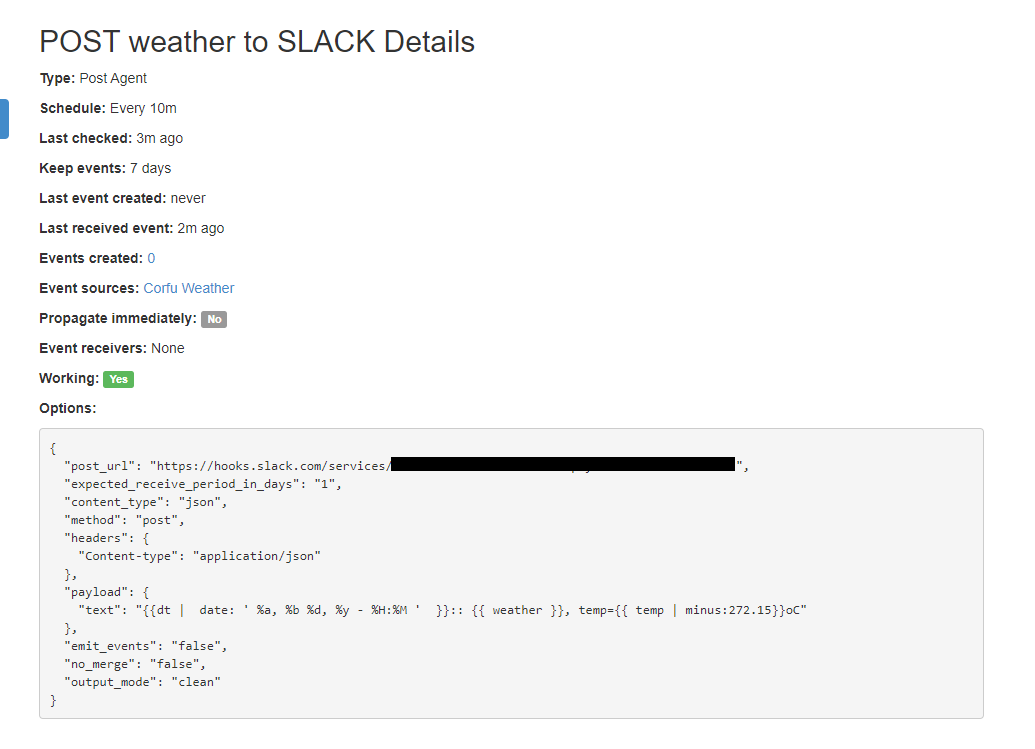 POST weather to SLACK Details
Type: Post Agent
Schedule: Every 10m
Last checked: 3m ago
Keep events: 7 days
Last event created: never
Last received event: 2m ago
Events created: 0
Event sources: Corfu Weather
Propagate immediately: No
Event receivers: None
Working: Yes
Options:
{
  "post_url": "https://hooks.slack.com/services/",
  "expected_receive_period_in_days": "1",
  "content_type": "json",
  "method": "post",
  "headers": {
    "Content-type": "application/json"
  },
  "payload": {
    "text": "{{dt |  date: ' %a, %b %d, %y - %H:%M '  }}:: {{ weather }}, temp={{ temp | minus:272.15}}oC"
  },
  "emit_events": "false",
  "no_merge": "false",
  "output_mode": "clean"
}